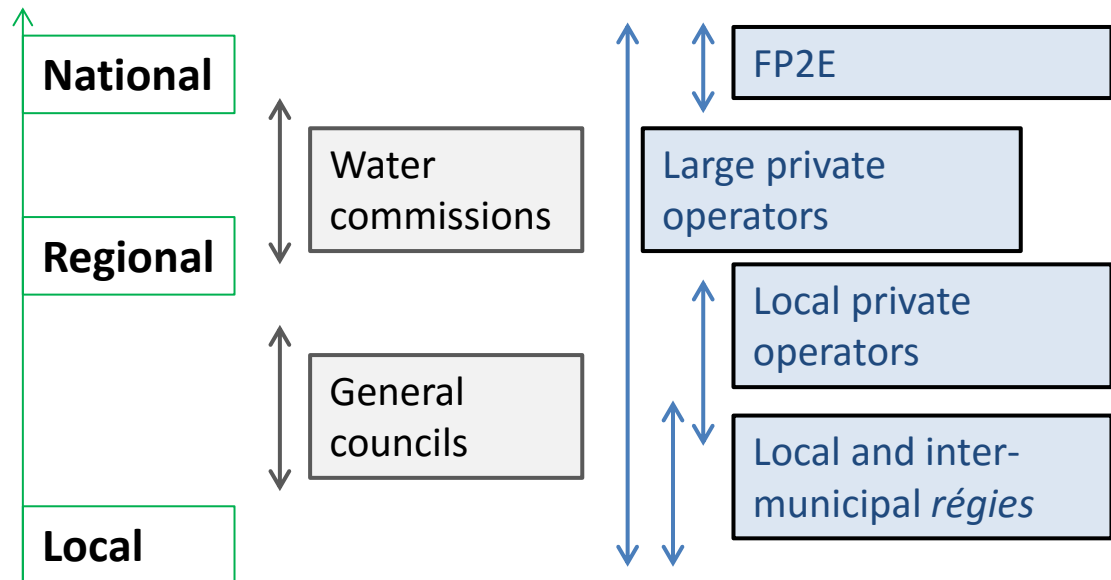 National
Regional
Local
Water
commissions
General
councils
FP2E
Large private
operators
Local private
operators
Local and inter-
municipal régies